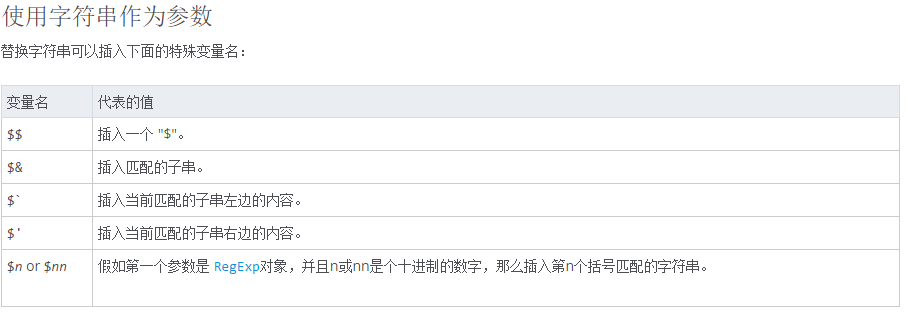 使用字符串作为参数
替换字符串可以插入下面的特殊变量名：
变量名 代表的值
$$ 插入一个 "$"。
$& 插入匹配的子串。
$` 插入当前匹配的子串左边的内容。
$' 插入当前匹配的子串右边的内容。
$n or $nn 假如第一个参数是 RegExp对象，并且n或nn是个十进制的数字，那么插入第n个括号匹配的字符串。